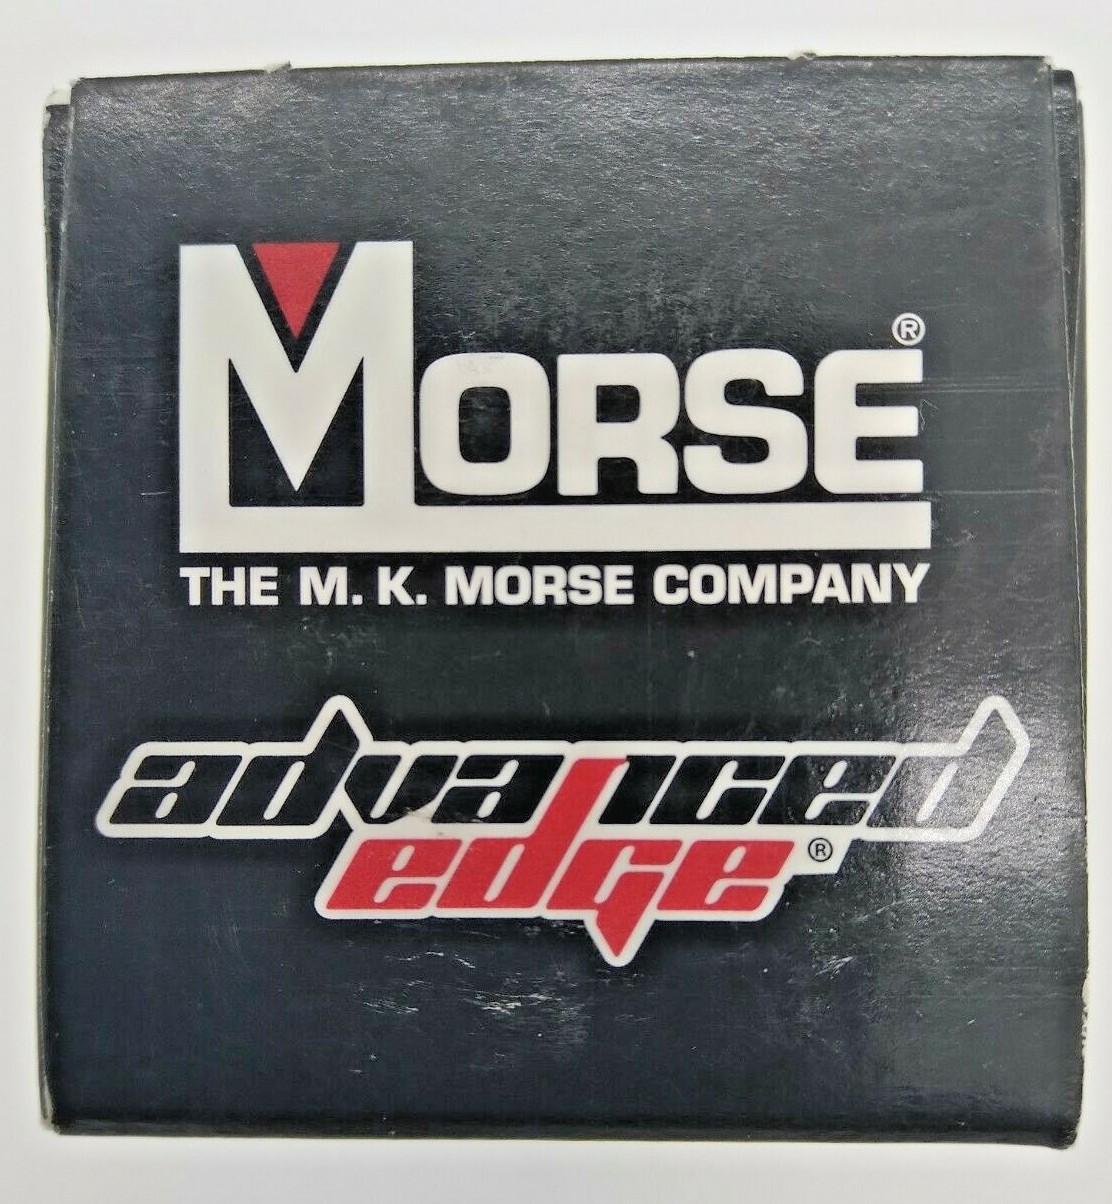 MORSE®
THE M. K. MORSE COMPANY
advanced
edge®